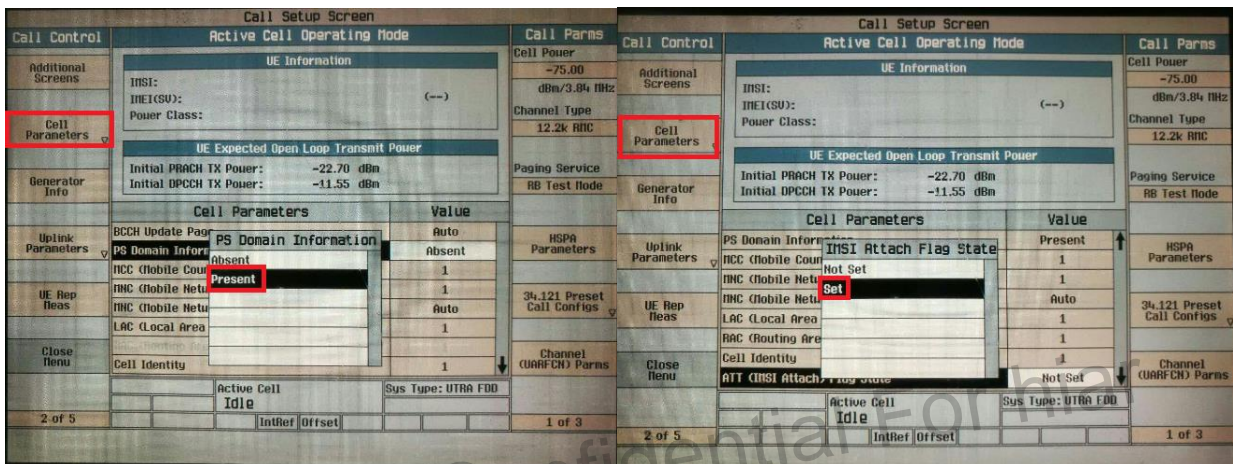 Call Setup Screen
Call Control
Active Cell Operating Mode
Call Parms
Additional
Screens
UE Information
IMSI:
IMEI(SV):
(--)
Power Class:
Cell Power
-75.00
dBm/3.84 MHz
Channel Type
12.2k RMC
Cell
Parameters
UE Expected Open Loop Transmit Power
Initial PRACH TX Power: -22.70 dBm
Initial DPCCH TX Power: -11.55 dBm
Paging Service
RB Test Mode
Generator
Info
Cell Parameters
Value
BCCH Update Page
Auto
PS Domain Inform
Absent
MCC (Mobile Coun
1
MNC (Mobile Netw
1
MNC (Mobile Netw
Auto
LAC (Local Area
1
Cell Identity
1
PS Domain Information
Absent
Present
Uplink
Parameters
UE Rep
Meas
Close
Menu
HSPA
Parameters
34.121 Preset
Call Configs
Channel
(UARFCN) Parms
Active Cell
Idle
Sys Type: UTRA FDD
IntRef
Offset
2 of 5
1 of 3
Call Setup Screen
Call Control
Active Cell Operating Mode
Call Parms
Additional
Screens
UE Information
IMSI:
IMEI(SV):
(--)
Power Class:
Cell Power
-75.00
dBm/3.84 MHz
Channel Type
12.2k RMC
Cell
Parameters
UE Expected Open Loop Transmit Power
Initial PRACH TX Power: -22.70 dBm
Initial DPCCH TX Power: -11.55 dBm
Paging Service
RB Test Mode
Generator
Info
Cell Parameters
Value
PS Domain Inform
Present
MCC (Mobile Coun
1
MNC (Mobile Netw
1
MNC (Mobile Netw
Auto
LAC (Local Area
1
RAC (Routing Are
1
Cell Identity
1
ATT (IMSI Attach) Flag State
Not Set
IMSI Attach Flag State
Not Set
Set
Uplink
Parameters
UE Rep
Meas
Close
Menu
HSPA
Parameters
34.121 Preset
Call Configs
Channel
(UARFCN) Parms
Active Cell
Idle
Sys Type: UTRA FDD
IntRef
Offset
2 of 5
1 of 3
Confidential For hiar